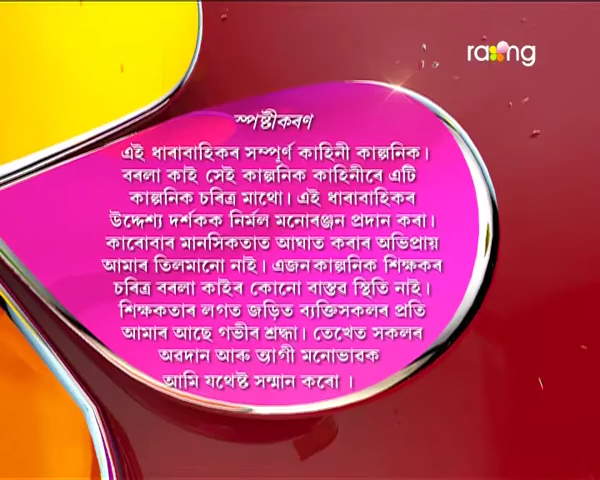 raang
স্পষ্টীকৰণ
এই ধাৰাবাহিকৰ সম্পূৰ্ণ কাহিনী কাল্পনিক।
বৰলা কাই সেই কাল্পনিক কাহিনীৰে এটি
কাল্পনিক চৰিত্ৰ মাথো। এই ধাৰাবাহিকৰ
উদ্দেশ্য দৰ্শকক নিৰ্মল মনোৰঞ্জন প্ৰদান কৰা।
কাৰোবাৰ মানসিকতাত আঘাত কৰাৰ অভিপ্ৰায়
আমাৰ তিলমানো নাই। এজন কাল্পনিক শিক্ষকৰ
চৰিত্ৰ বৰলা কাইৰ কোনো বাস্তৱ স্থিতি নাই।
শিক্ষকতাৰ লগত জড়িত ব্যক্তিসকলৰ প্ৰতি
আমাৰ আছে গভীৰ শ্ৰদ্ধা। তেখেত সকলৰ
অৱদান আৰু ত্যাগী মনোভাৱক
আমি যথেষ্ট সন্মান কৰো ।